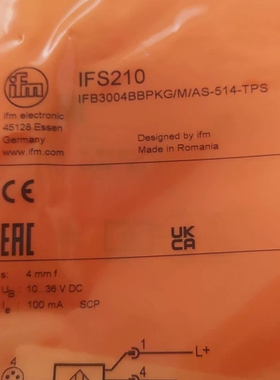 ifm
IFS210
IFB3004BBPKG/M/AS-514-TPS
ifm electronic
45128 Essen
Germany
www.ifm.com
Designed by ifm
Made in Romania
CE
EAC
UK
CA
s: 4 mm f
UB: 10...36 V DC
Ie: 100 mA SCP
1
L+
4
4